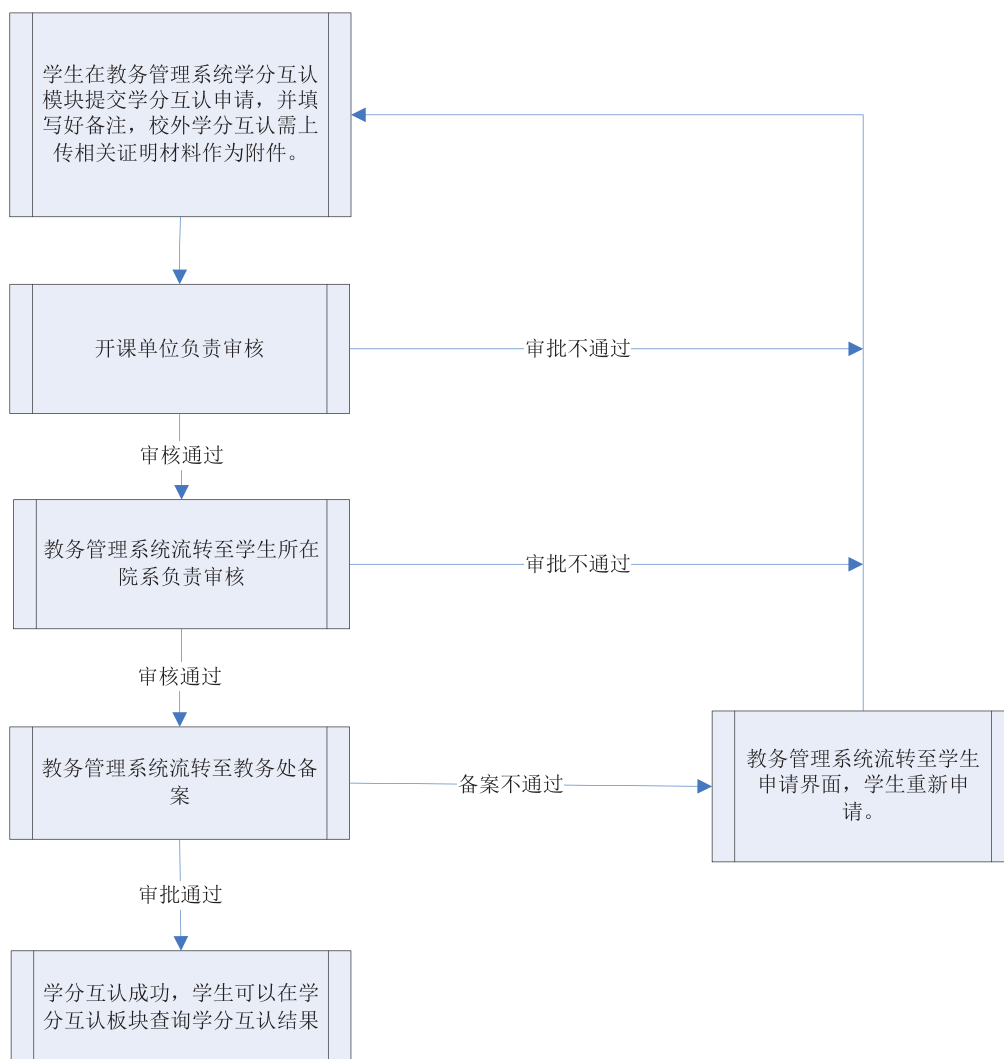 学生在教务管理系统学分互认
模块提交学分互认申请，并填
写好备注，校外学分互认需上
传相关证明材料作为附件。
开课单位负责审核
审批不通过
审核通过
教务管理系统流转至学生所在
院系负责审核
审批不通过
审核通过
教务管理系统流转至教务处备
案
备案不通过
教务管理系统流转至学生
申请界面，学生重新申
请。
审批通过
学分互认成功，学生可以在学
分互认板块查询学分互认结果